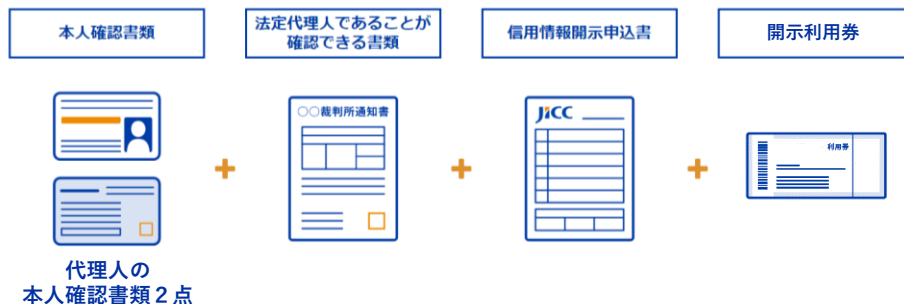 本人確認書類
法定代理人であることが
確認できる書類
信用情報開示申込書
開示利用券
〇〇裁判所通知書
JICC
利用券
代理人の
本人確認書類２点